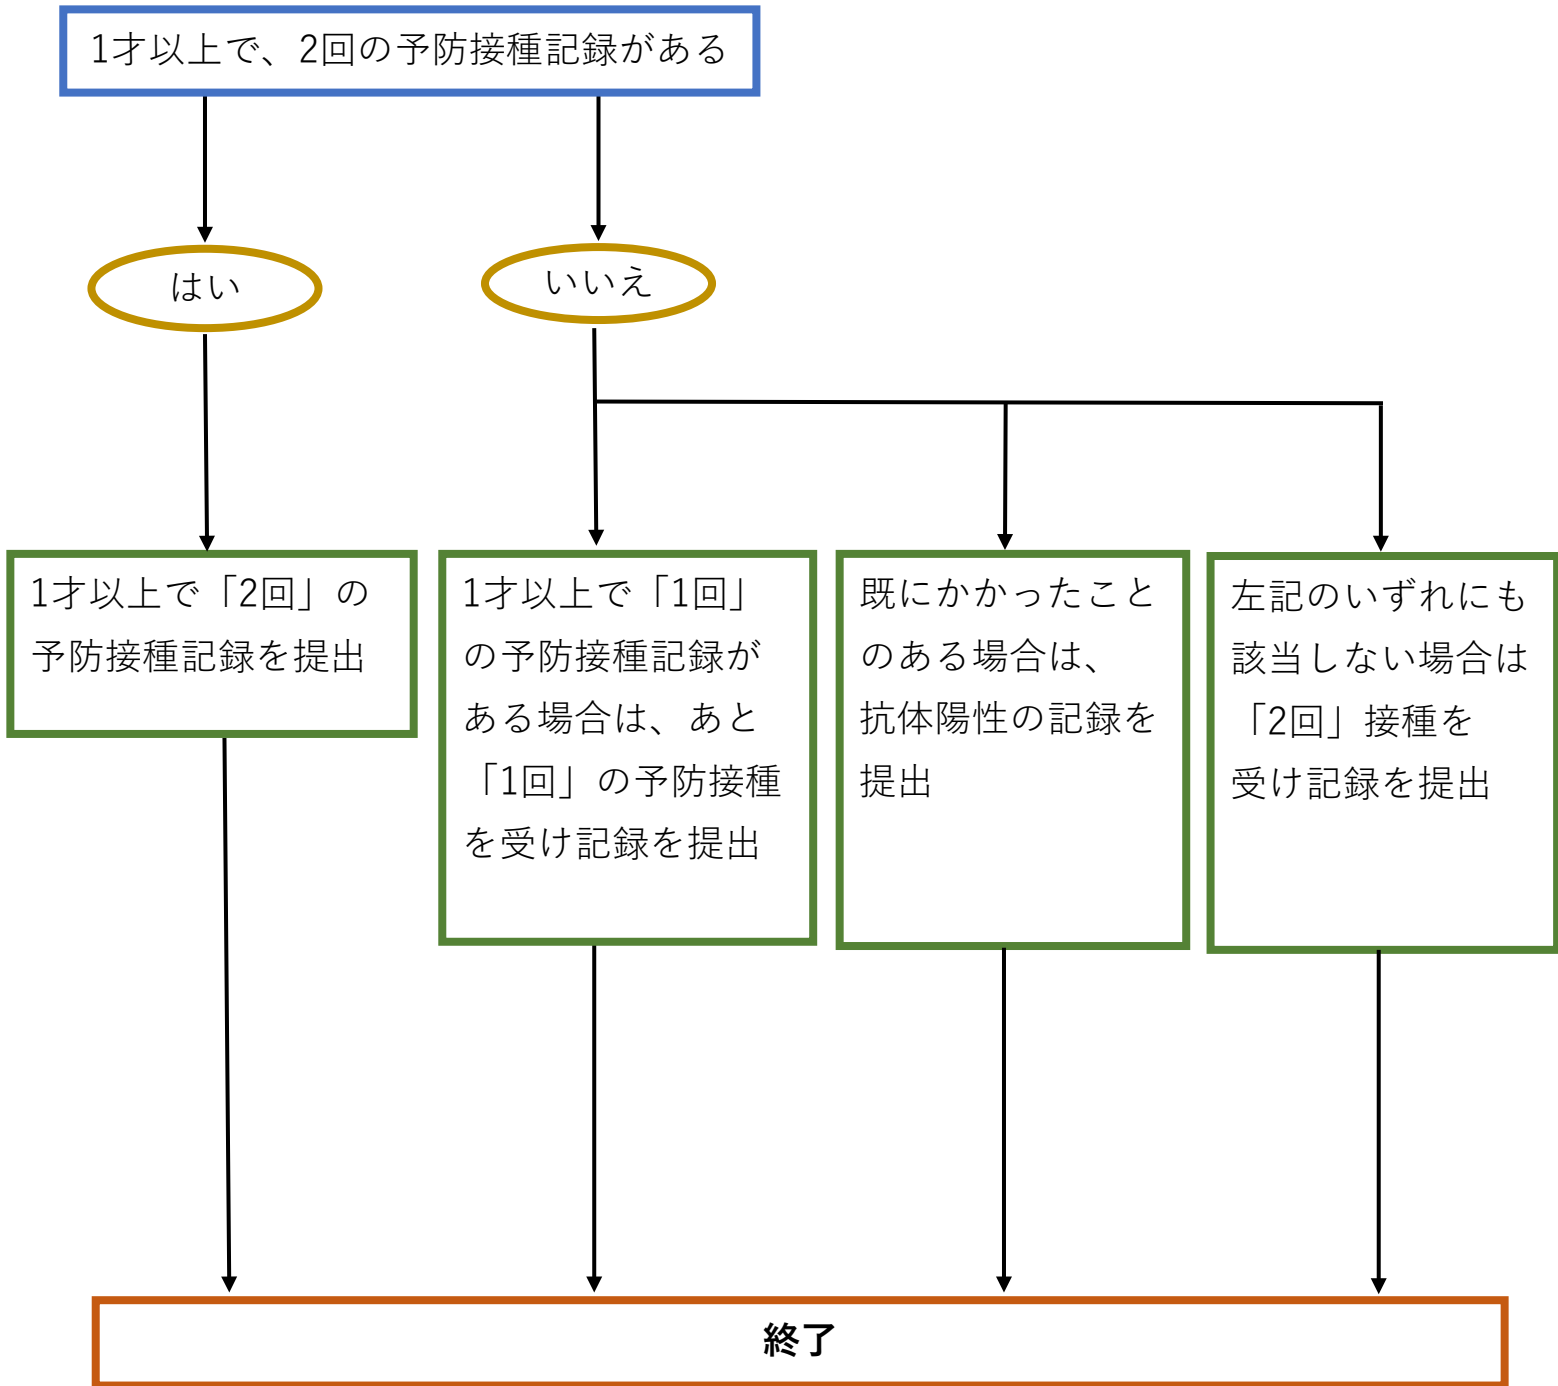 1才以上で、2回の予防接種記録がある
はい
いいえ
1才以上で「2回」の
予防接種記録を提出
1才以上で「1回」
の予防接種記録が
ある場合は、あと
「1回」の予防接種
を受け記録を提出
既にかかったこと
のある場合は、
抗体陽性の記録を
提出
左記のいずれにも
該当しない場合は
「2回」接種を
受け記録を提出
終了